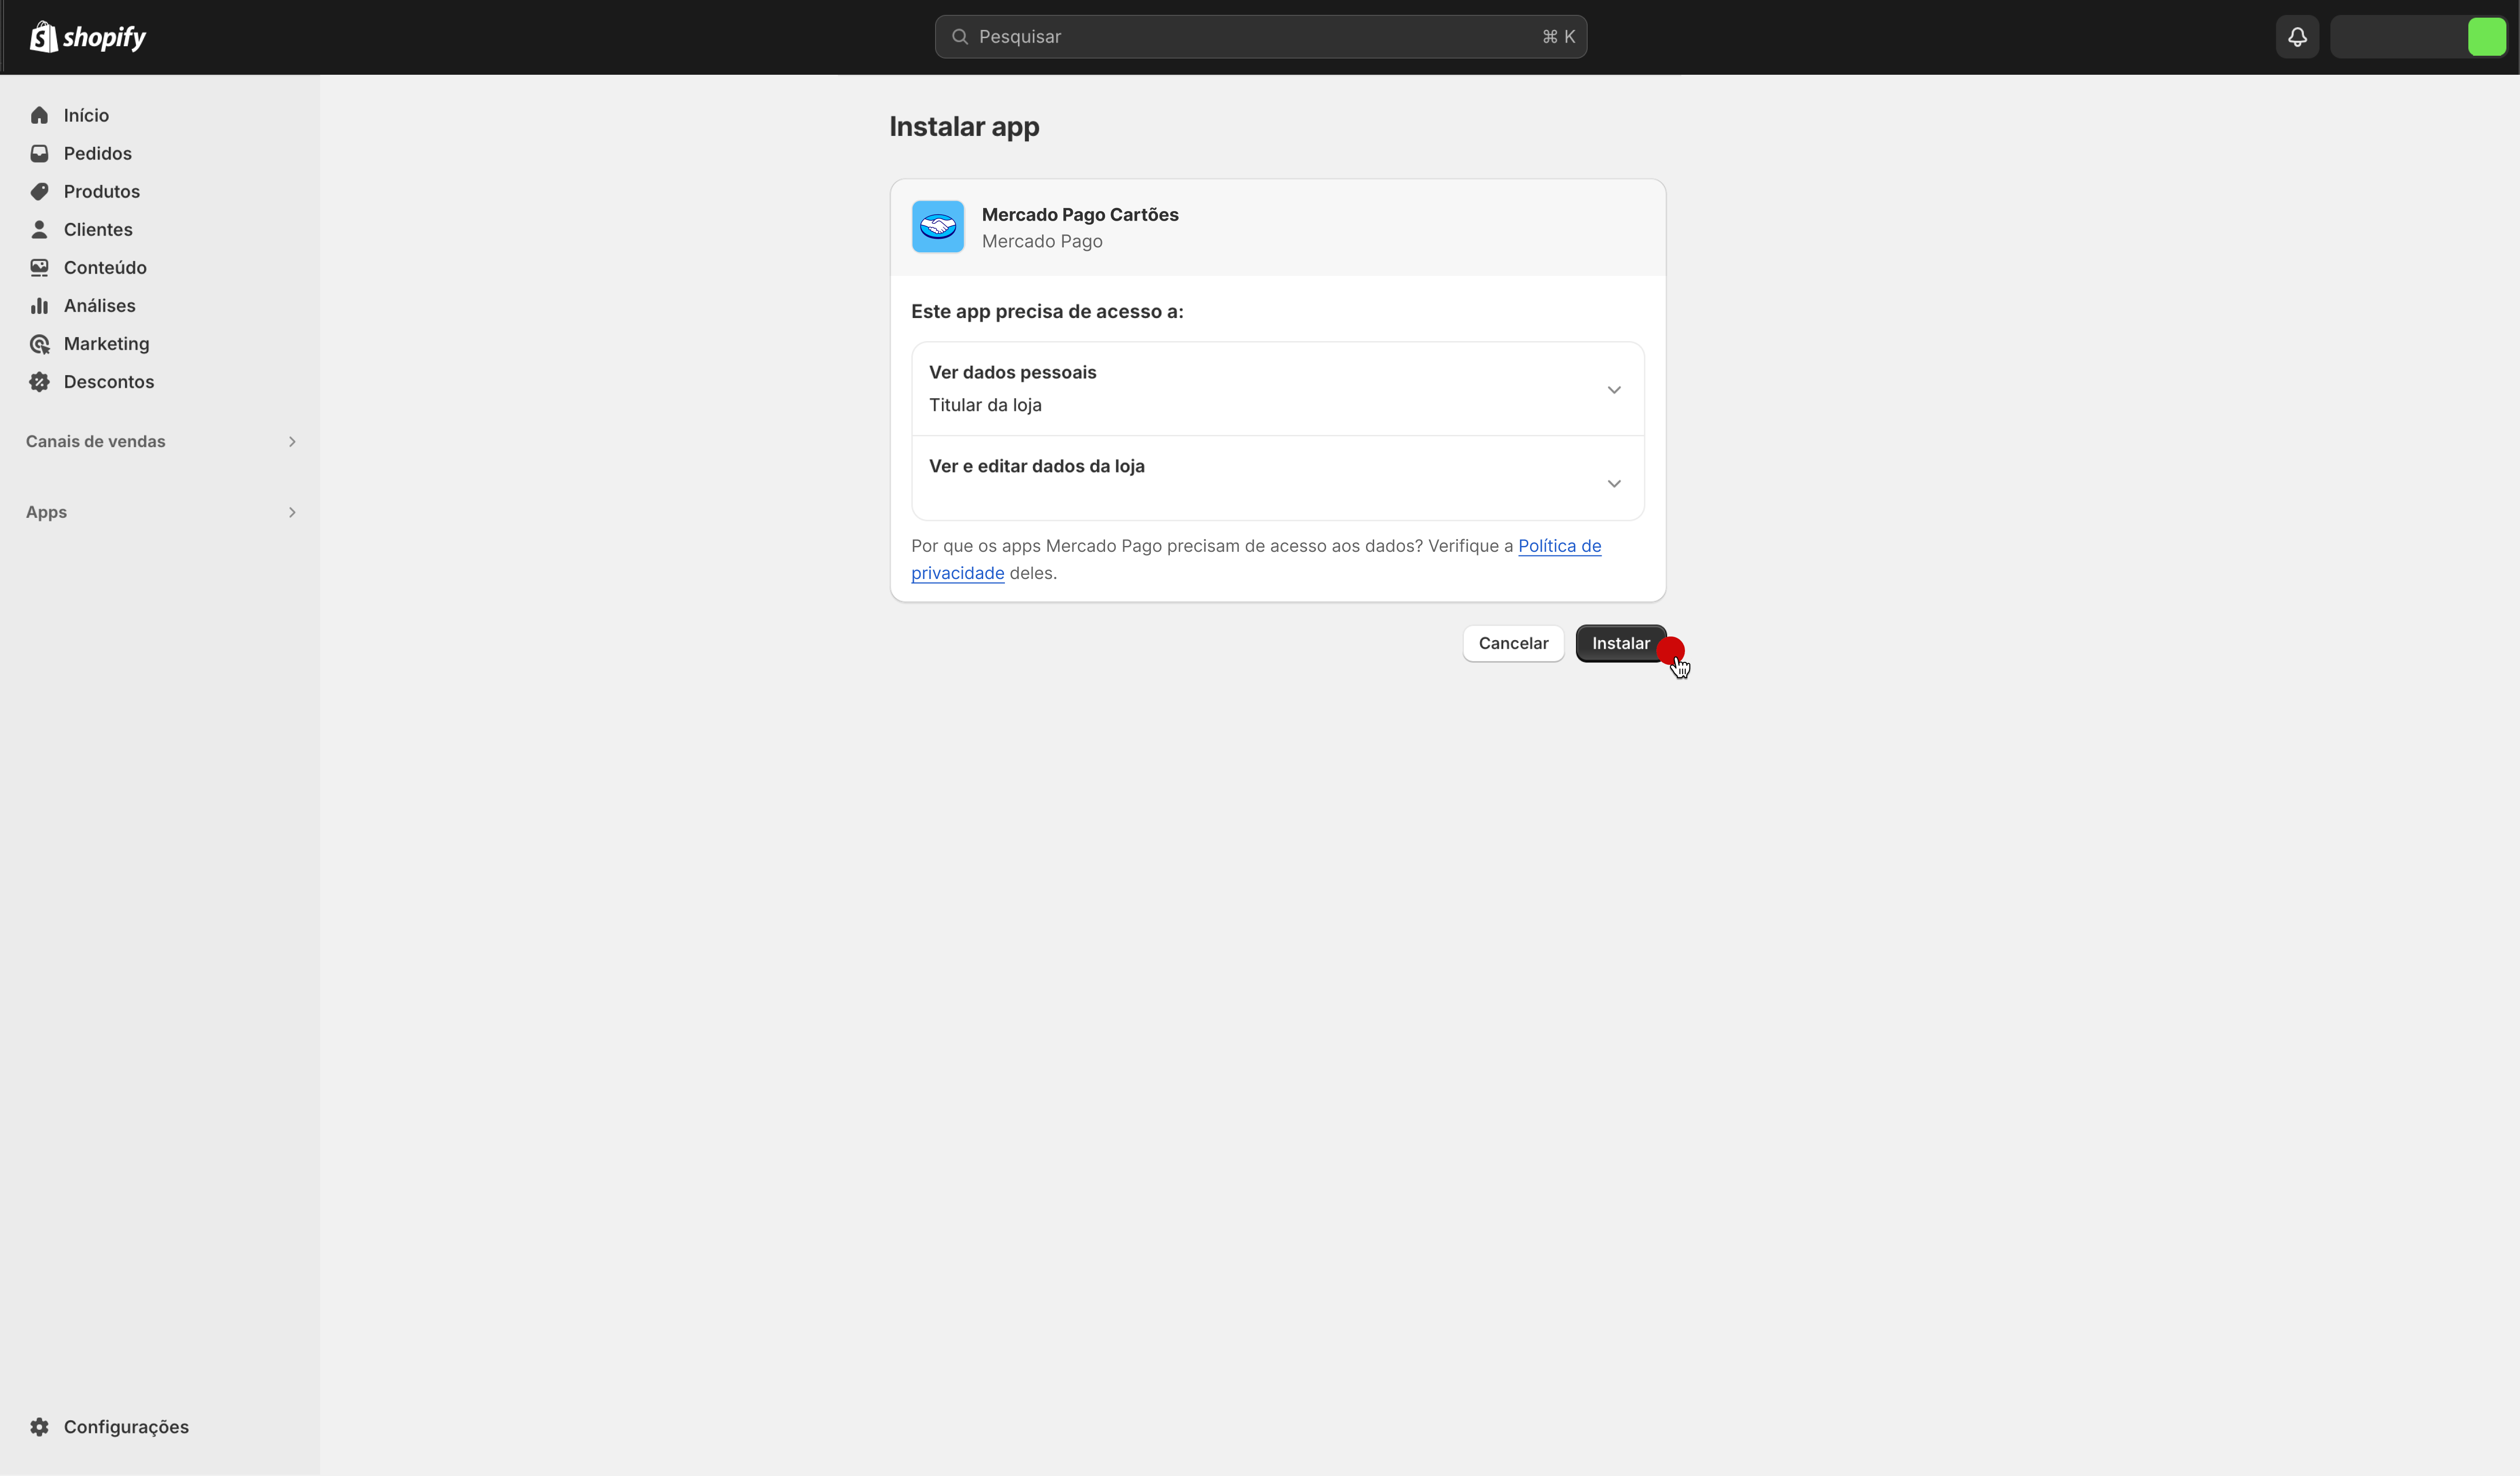 shopify
Pesquisar
⌘ K
Início
Pedidos
Produtos
Clientes
Conteúdo
Análises
Marketing
Descontos
Canais de vendas
Apps
Configurações
Instalar app
Mercado Pago Cartões
Mercado Pago
Este app precisa de acesso a:
Ver dados pessoais
Titular da loja
Ver e editar dados da loja
Por que os apps Mercado Pago precisam de acesso aos dados? Verifique a Política de
privacidade deles.
Cancelar
Instalar